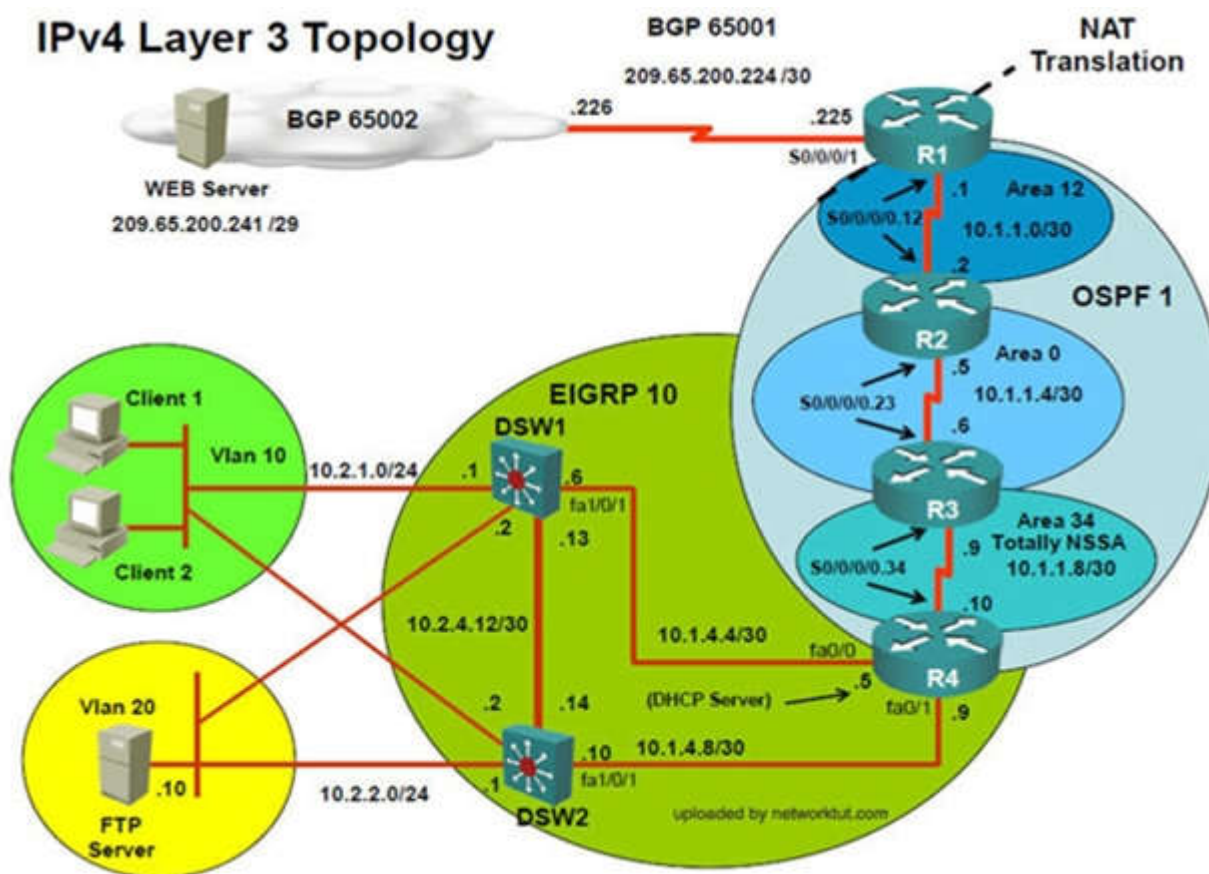 IPv4 Layer 3 Topology
BGP 65001
NAT
Translation
209.65.200.224 /30
BGP 65002
.226
.225
S0/0/0/1
R1
WEB Server
209.65.200.241 /29
.1
Area 12
S0/0/0/0.12
10.1.1.0/30
.2
OSPF 1
R2
Area 0
.5
10.1.1.4/30
S0/0/0/0.23
.6
R3
Area 34
Totally NSSA
10.1.1.8/30
.9
S0/0/0/0.34
.10
R4
EIGRP 10
Client 1
Vlan 10
Client 2
10.2.1.0/24
DSW1
.1
.6
fa1/0/1
.2
.13
10.2.4.12/30
10.1.4.4/30
fa0/0
.5
(DHCP Server)
fa0/1
.9
Vlan 20
.2
.14
.10
10.1.4.8/30
fa1/0/1
.10
10.2.2.0/24
.1
DSW2
FTP
Server
uploaded by networktut.com